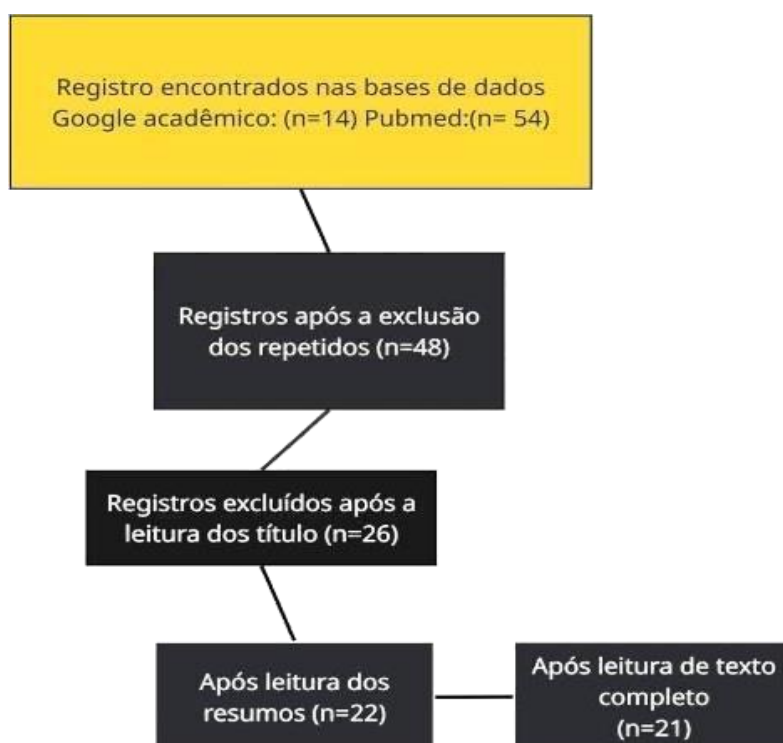 Registro encontrados nas bases de dados
Google acadêmico: (n=14) Pubmed:(n= 54)
Registros após a exclusão
dos repetidos (n=48)
Registros excluídos após a
leitura dos título (n=26)
Após leitura dos
resumos (n=22)
Após leitura de texto
completo
(n=21)